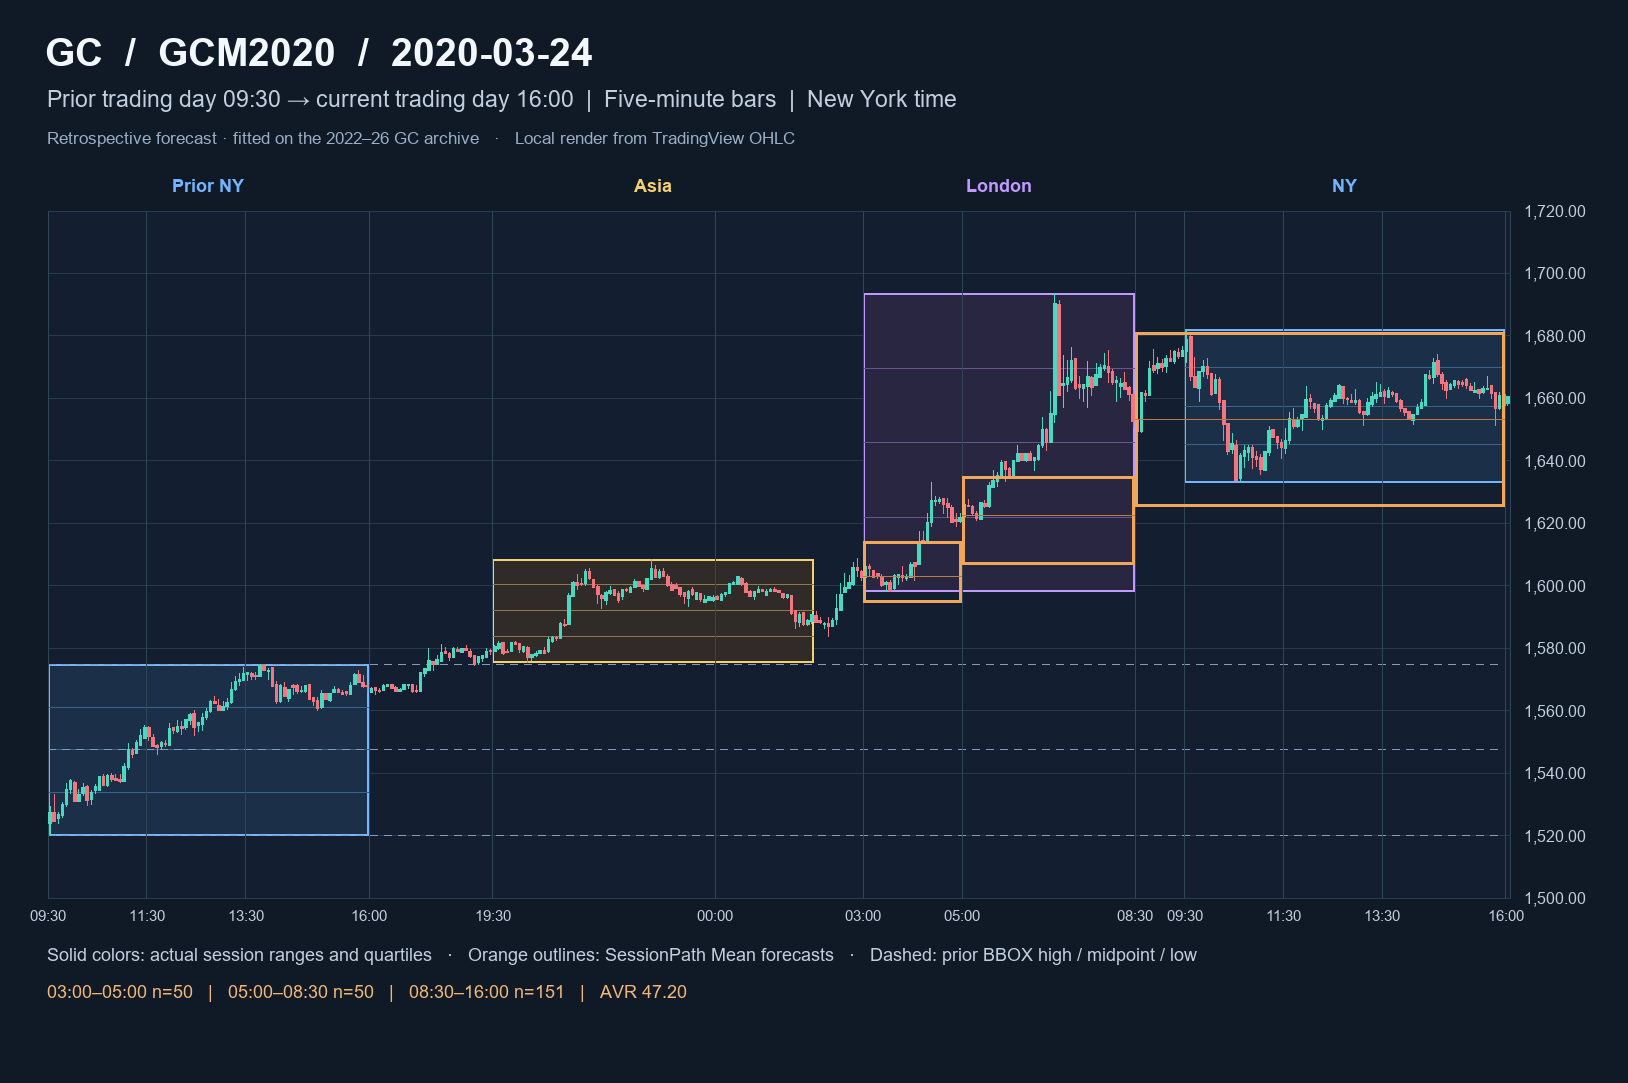 GC / GCM2020 / 2020-03-24
Prior trading day 09:30 → current trading day 16:00 | Five-minute bars | New York time
Retrospective forecast · fitted on the 2022–26 GC archive · Local render from TradingView OHLC
Prior NY Asia London NY
1,720.00
1,700.00
1,680.00
1,660.00
1,640.00
1,620.00
1,600.00
1,580.00
1,560.00
1,540.00
1,520.00
1,500.00
09:30 11:30 13:30 16:00 19:30 00:00 03:00 05:00 08:30 09:30 11:30 13:30 16:00
Solid colors: actual session ranges and quartiles · Orange outlines: SessionPath Mean forecasts · Dashed: prior BBOX high / midpoint / low
03:00–05:00 n=50 | 05:00–08:30 n=50 | 08:30–16:00 n=151 | AVR 47.20